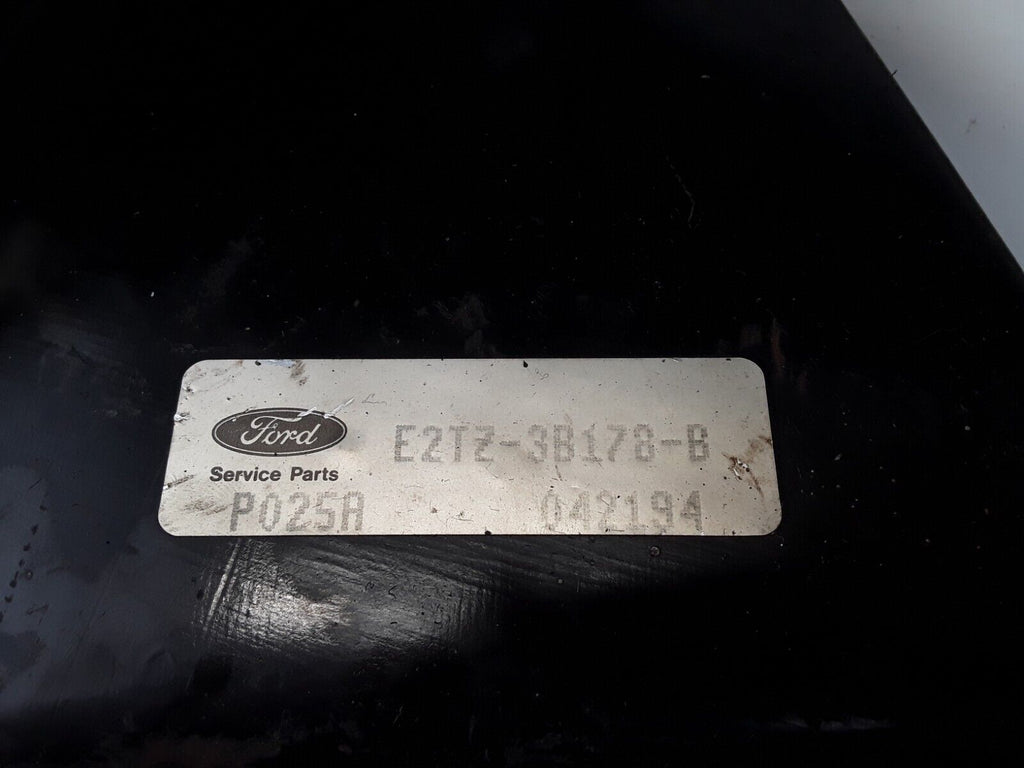 Ford E2TZ-3B178-B
Service Parts
P025A 042194